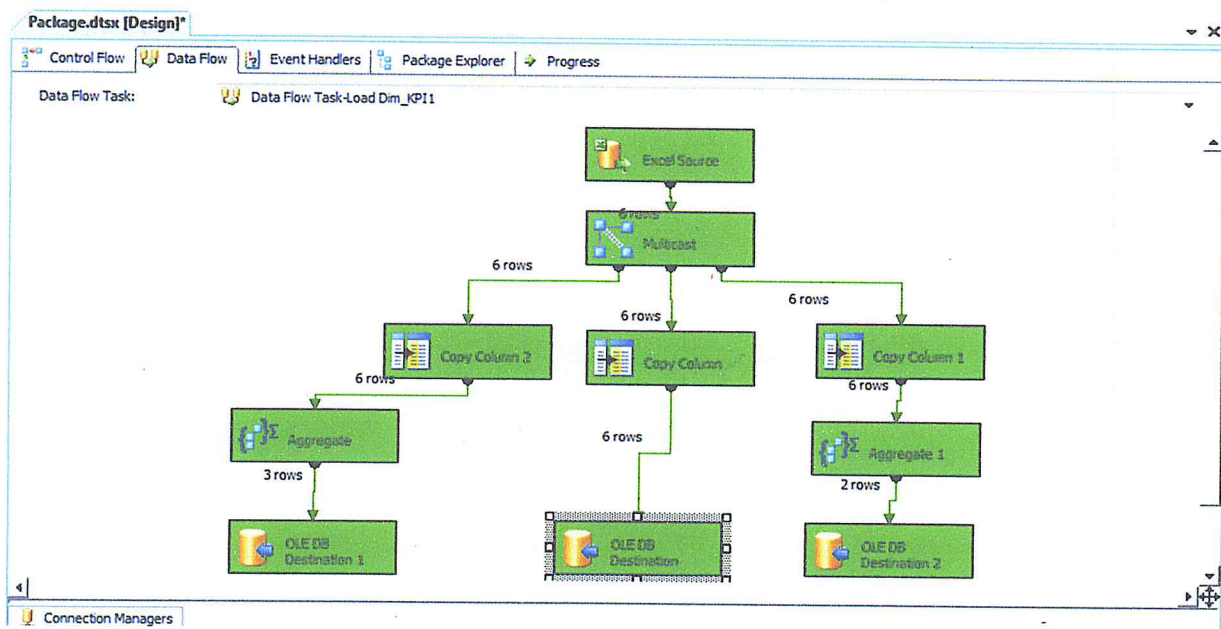 Package.dtsx [Design]*
Control Flow
Data Flow
Event Handlers
Package Explorer
Progress
Data Flow Task:
Data Flow Task-Load Dim_KPI1
Excel Source
6 rows
Multicast
6 rows
6 rows
6 rows
Copy Column 2
Copy Column
Copy Column 1
6 rows
6 rows
6 rows
Aggregate
Aggregate 1
3 rows
2 rows
OLE DB
Destination 1
OLE DB
Destination
OLE DB
Destination 2
Connection Managers